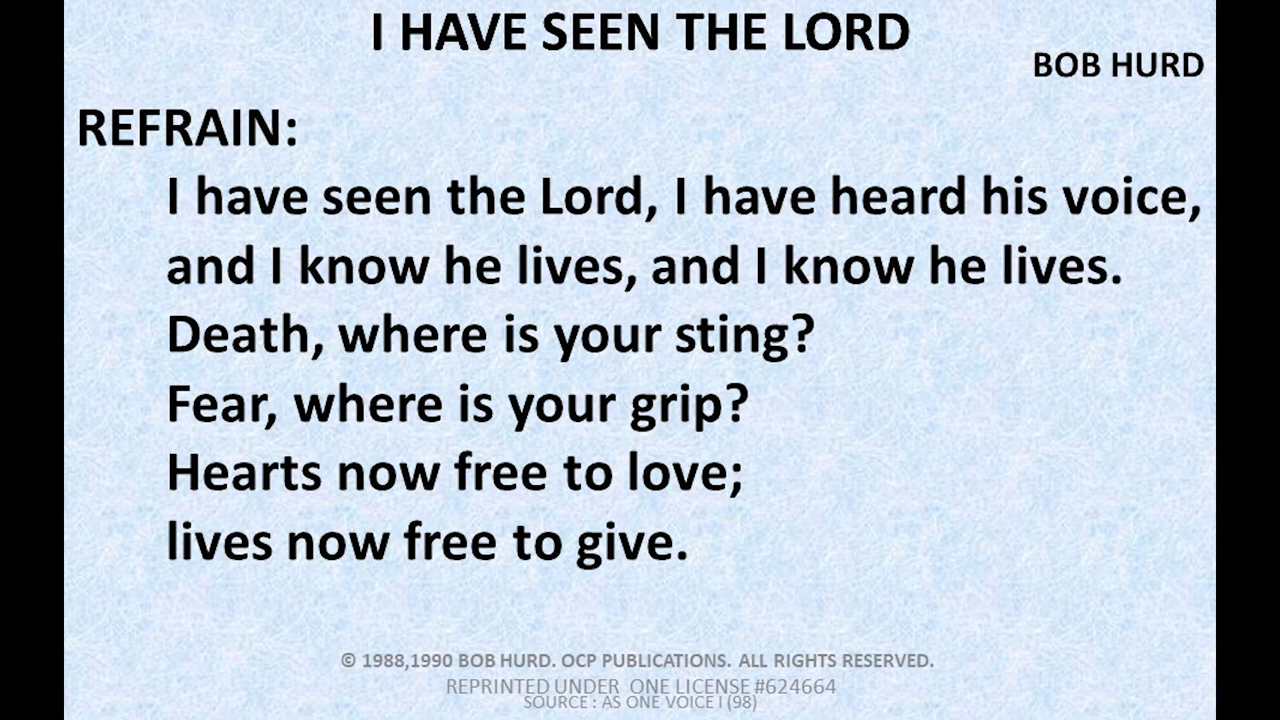 I HAVE SEEN THE LORD
BOB HURD
REFRAIN:
I have seen the Lord, I have heard his voice,
and I know he lives, and I know he lives.
Death, where is your sting?
Fear, where is your grip?
Hearts now free to love;
lives now free to give.
© 1988,1990 BOB HURD. OCP PUBLICATIONS. ALL RIGHTS RESERVED.
REPRINTED UNDER ONE LICENSE #624664
SOURCE : AS ONE VOICE I (98)